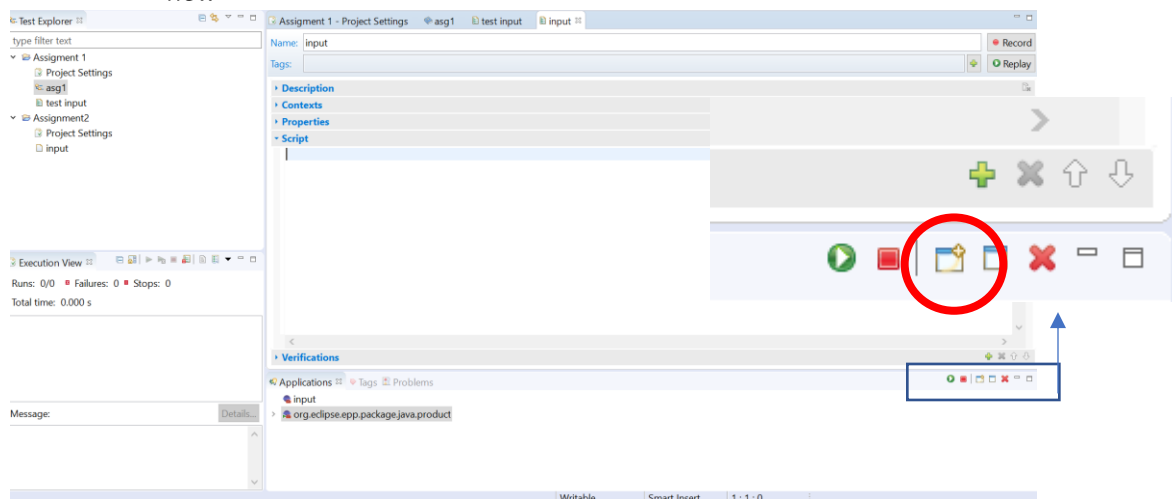 Test Explorer
type filter text
Assigment 1
Project Settings
asg1
test input
Assignment2
Project Settings
input
Execution View
Runs: 0/0 Failures: 0 Stops: 0
Total time: 0.000 s
Message: Details...
Assigment 1 - Project Settings asg1 test input input
Name: input Record
Tags: Replay
Description
Contexts
Properties
Script
Verifications
Applications Tags Problems
input
org.eclipse.epp.package.java.product
Writable Smart Insert 1 : 1 : 0